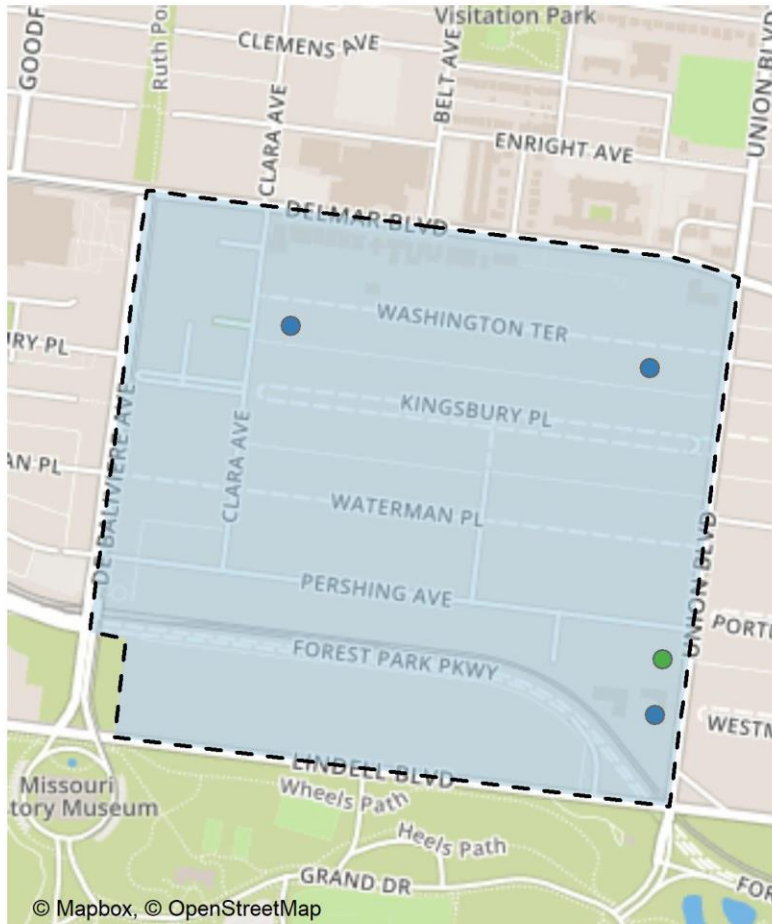 Visitation Park
GOODF
Ruth Por
CLEMENS AVE
BELT AVE
UNION BLVD
CLARA AVE
ENRIGHT AVE
DELMAR BLVD
WASHINGTON TER
URY PL
KINGSBURY PL
DE BALIVIERE AVE
CLARA AVE
AN PL
WATERMAN PL
UNION BLVD
PERSHING AVE
PORTL
FOREST PARK PKWY
WESTM
LINDELL BLVD
Missouri
tory Museum
Wheels Path
Heels Path
GRAND DR
FOR
© Mapbox, © OpenStreetMap